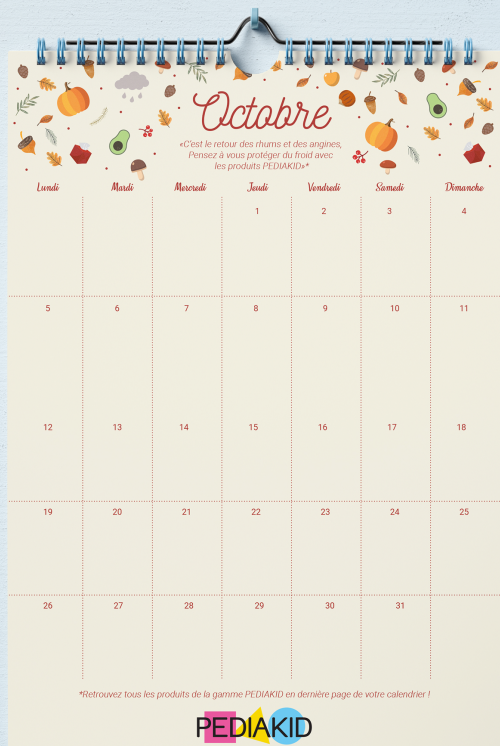 Octobre
«C'est le retour des rhums et des angines,
Pensez à vous protéger du froid avec
les produits PEDIAKID»*
Lundi Mardi Mercredi Jeudi Vendredi Samedi Dimanche
1 2 3 4
5 6 7 8 9 10 11
12 13 14 15 16 17 18
19 20 21 22 23 24 25
26 27 28 29 30 31
*Retrouvez tous les produits de la gamme PEDIAKID en dernière page de votre calendrier !
PEDIAKID